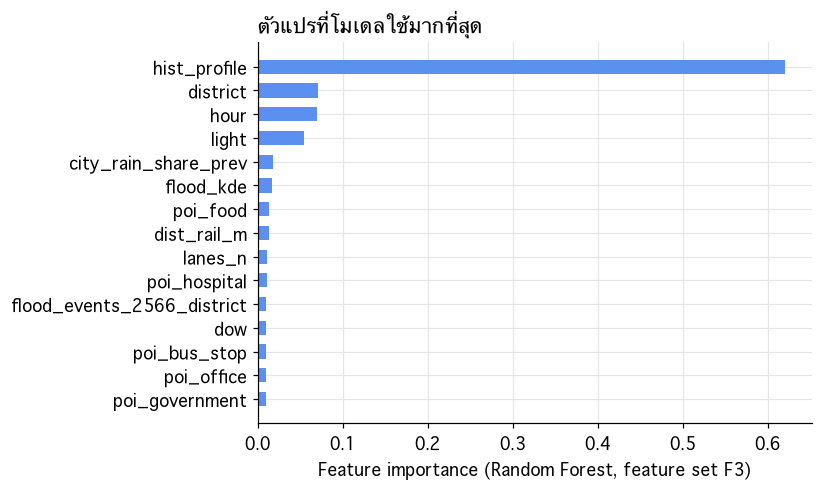 ตัวแปรที่โมเดลใช้มากที่สุด
hist_profile
district
hour
light
city_rain_share_prev
flood_kde
poi_food
dist_rail_m
lanes_n
poi_hospital
flood_events_2566_district
dow
poi_bus_stop
poi_office
poi_government
0.0 0.1 0.2 0.3 0.4 0.5 0.6
Feature importance (Random Forest, feature set F3)